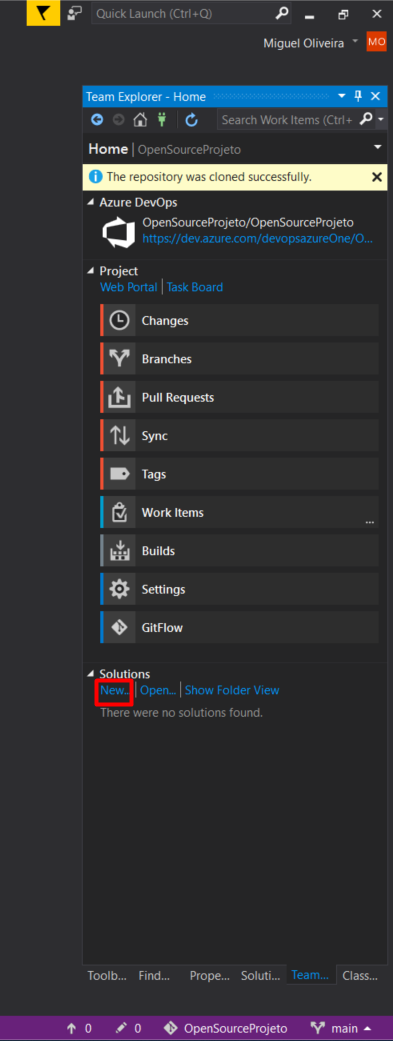 Quick Launch (Ctrl+Q)
Miguel Oliveira MO
Team Explorer - Home
Search Work Items (Ctrl+
Home | OpenSourceProjeto
The repository was cloned successfully.
Azure DevOps
OpenSourceProjeto/OpenSourceProjeto
https://dev.azure.com/devopsazureOne/O...
Project
Web Portal | Task Board
Changes
Branches
Pull Requests
Sync
Tags
Work Items
...
Builds
Settings
GitFlow
Solutions
New... | Open... | Show Folder View
There were no solutions found.
Toolb... Find... Prope... Soluti... Team... Class...
0 0 OpenSourceProjeto main